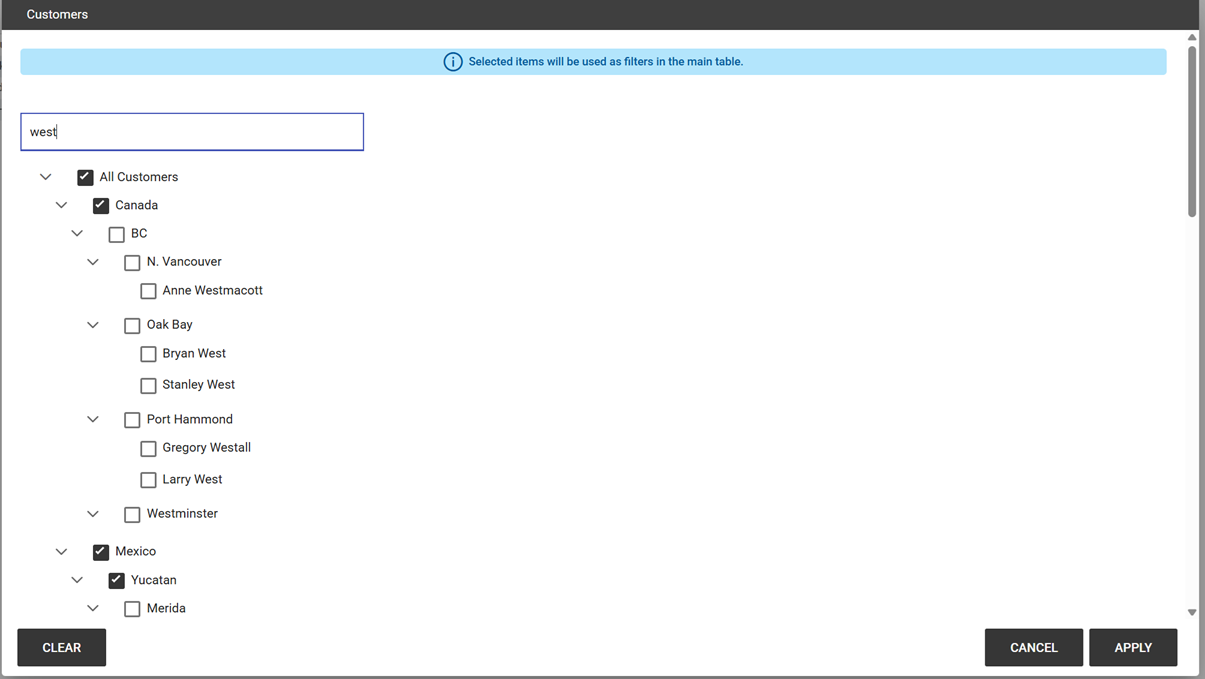 Customers
Selected items will be used as filters in the main table.
west
All Customers
Canada
BC
N. Vancouver
Anne Westmacott
Oak Bay
Bryan West
Stanley West
Port Hammond
Gregory Westall
Larry West
Westminster
Mexico
Yucatan
Merida
CLEAR CANCEL APPLY